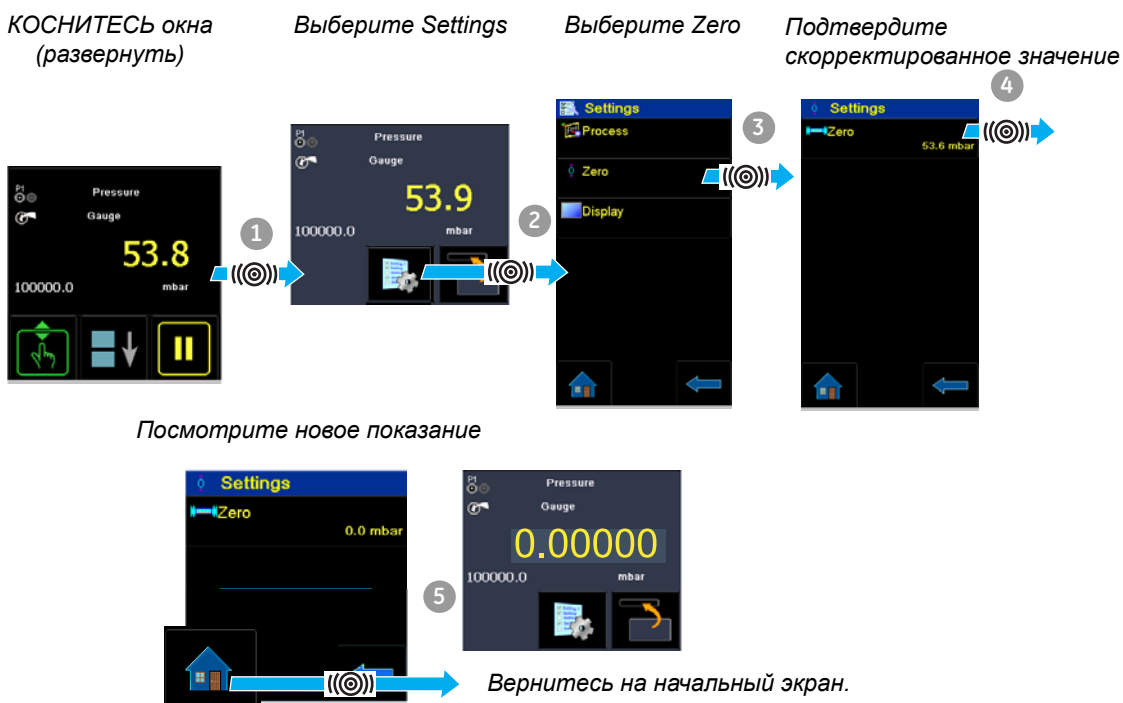 КОСНИТЕСЬ окна
(развернуть)
Выберите Settings
Выберите Zero
Подтвердите
скорректированное значение
P1
Pressure
Gauge
53.8
100000.0
mbar
1
P1
Pressure
Gauge
53.9
100000.0
mbar
2
Settings
Process
Zero
Display
3
Settings
Zero
53.6 mbar
4
Посмотрите новое показание
Settings
Zero
0.0 mbar
5
P1
Pressure
Gauge
0.00000
100000.0
mbar
Вернитесь на начальный экран.